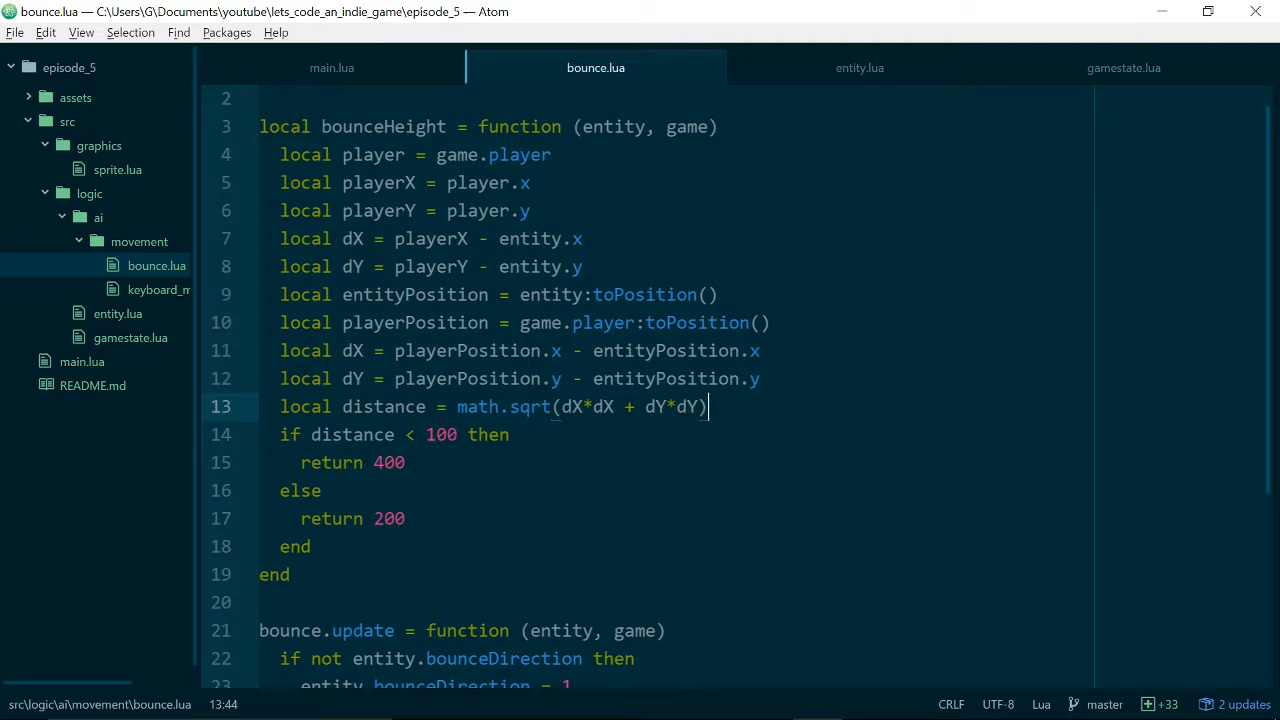 bounce.lua — C:\Users\G\Documents\youtube\lets_code_an_indie_game\episode_5 — Atom
File Edit View Selection Find Packages Help
episode_5
assets
src
graphics
sprite.lua
logic
ai
movement
bounce.lua
keyboard_m
entity.lua
gamestate.lua
main.lua
README.md
main.lua bounce.lua entity.lua gamestate.lua
2
3 local bounceHeight = function (entity, game)
4 local player = game.player
5 local playerX = player.x
6 local playerY = player.y
7 local dX = playerX - entity.x
8 local dY = playerY - entity.y
9 local entityPosition = entity:toPosition()
10 local playerPosition = game.player:toPosition()
11 local dX = playerPosition.x - entityPosition.x
12 local dY = playerPosition.y - entityPosition.y
13 local distance = math.sqrt(dX*dX + dY*dY)
14 if distance < 100 then
15 return 400
16 else
17 return 200
18 end
19 end
20
21 bounce.update = function (entity, game)
22 if not entity.bounceDirection then
23 entity.bounceDirection = 1
src\logic\ai\movement\bounce.lua 13:44 CRLF UTF-8 Lua master +33 2 updates